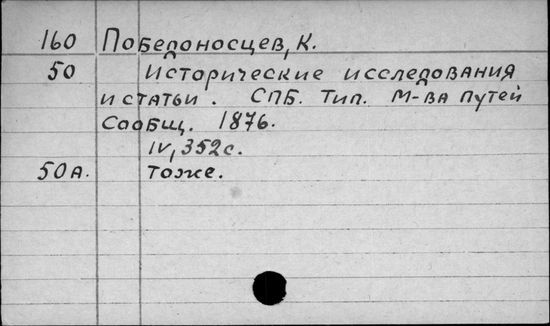 160 Победоносцев, К.
50 Исторические исследования
и статьи. СПБ. Тип. М-ва путей
сообщ. 1876.
IV, 352 с.
50А. Тоже.